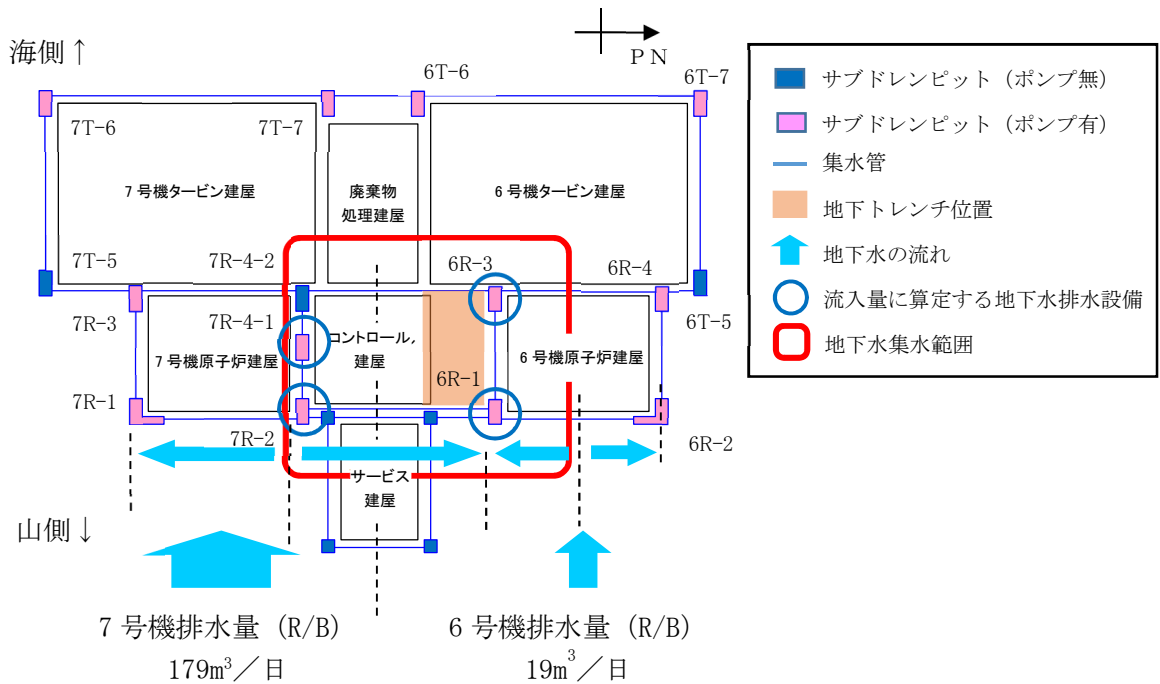 海側↑
PN
6T-6
6T-7
7T-6
7T-7
7号機タービン建屋
廃棄物
処理建屋
6号機タービン建屋
7T-5
7R-4-2
6R-3
6R-4
7R-3
7R-4-1
コントロール,
建屋
7号機原子炉建屋
6号機原子炉建屋
6T-5
7R-1
6R-1
7R-2
6R-2
サービス
建屋
山側↓
7号機排水量（R/B）
179m³／日
6号機排水量（R/B）
19m³／日
サブドレンピット（ポンプ無）
サブドレンピット（ポンプ有）
集水管
地下トレンチ位置
地下水の流れ
流入量に算定する地下水排水設備
地下水集水範囲